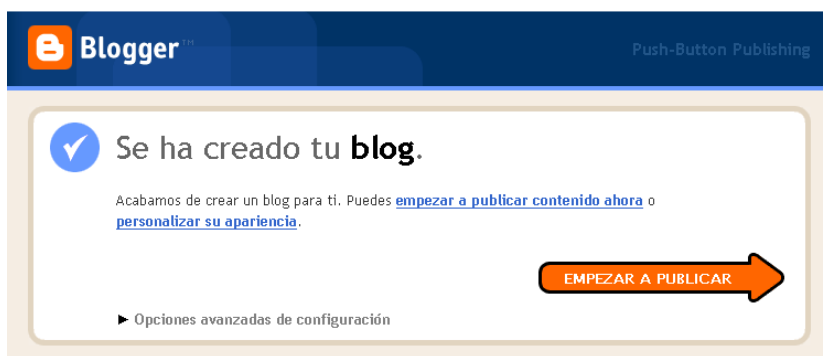 Blogger™
Push-Button Publishing
Se ha creado tu blog.
Acabamos de crear un blog para ti. Puedes empezar a publicar contenido ahora o
personalizar su apariencia.
EMPEZAR A PUBLICAR
► Opciones avanzadas de configuración